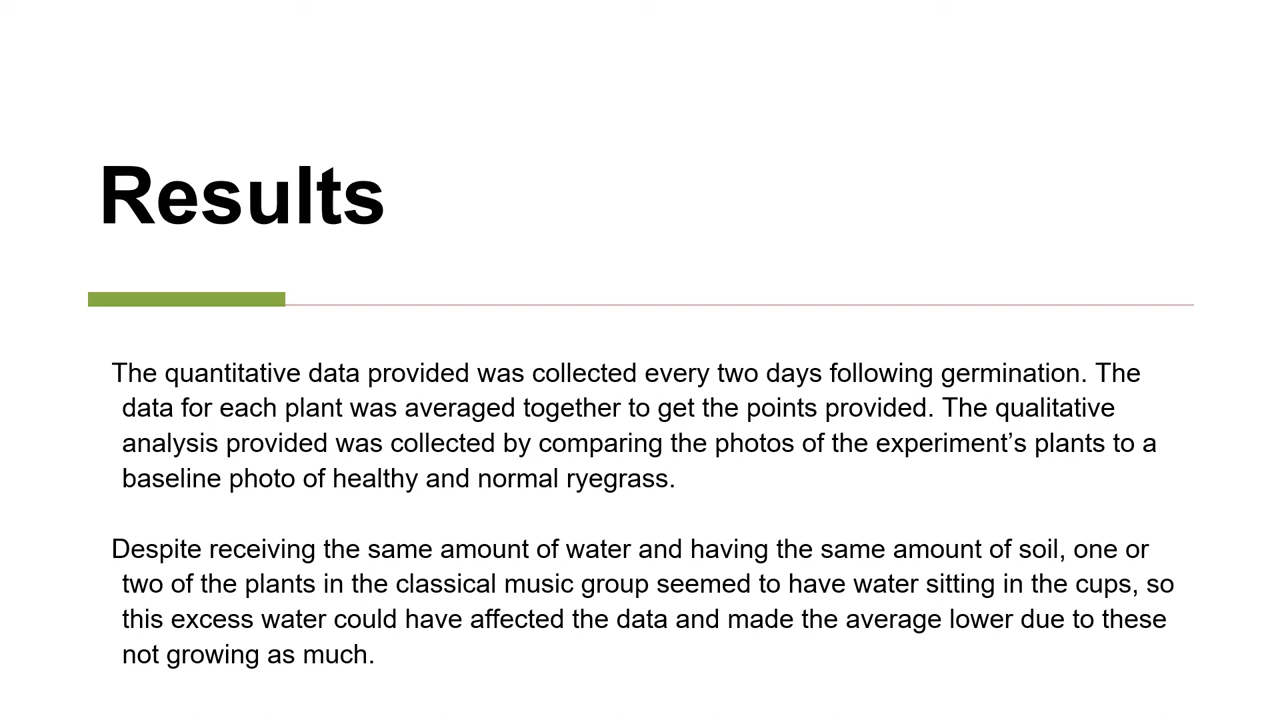 Results
The quantitative data provided was collected every two days following germination. The
data for each plant was averaged together to get the points provided. The qualitative
analysis provided was collected by comparing the photos of the experiment’s plants to a
baseline photo of healthy and normal ryegrass.
Despite receiving the same amount of water and having the same amount of soil, one or
two of the plants in the classical music group seemed to have water sitting in the cups, so
this excess water could have affected the data and made the average lower due to these
not growing as much.